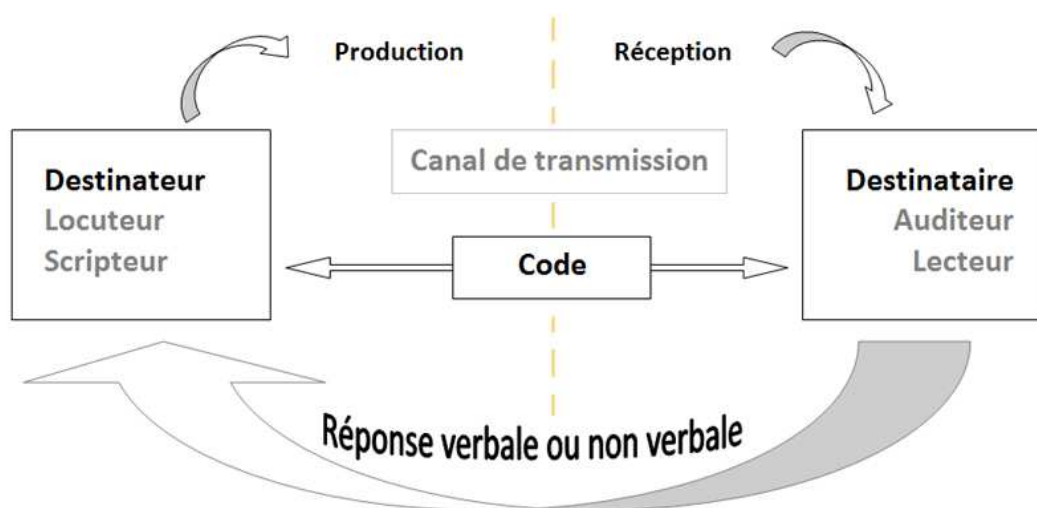 Production
Réception
Canal de transmission
Destinateur
Locuteur
Scripteur
Code
Destinataire
Auditeur
Lecteur
Réponse verbale ou non verbale